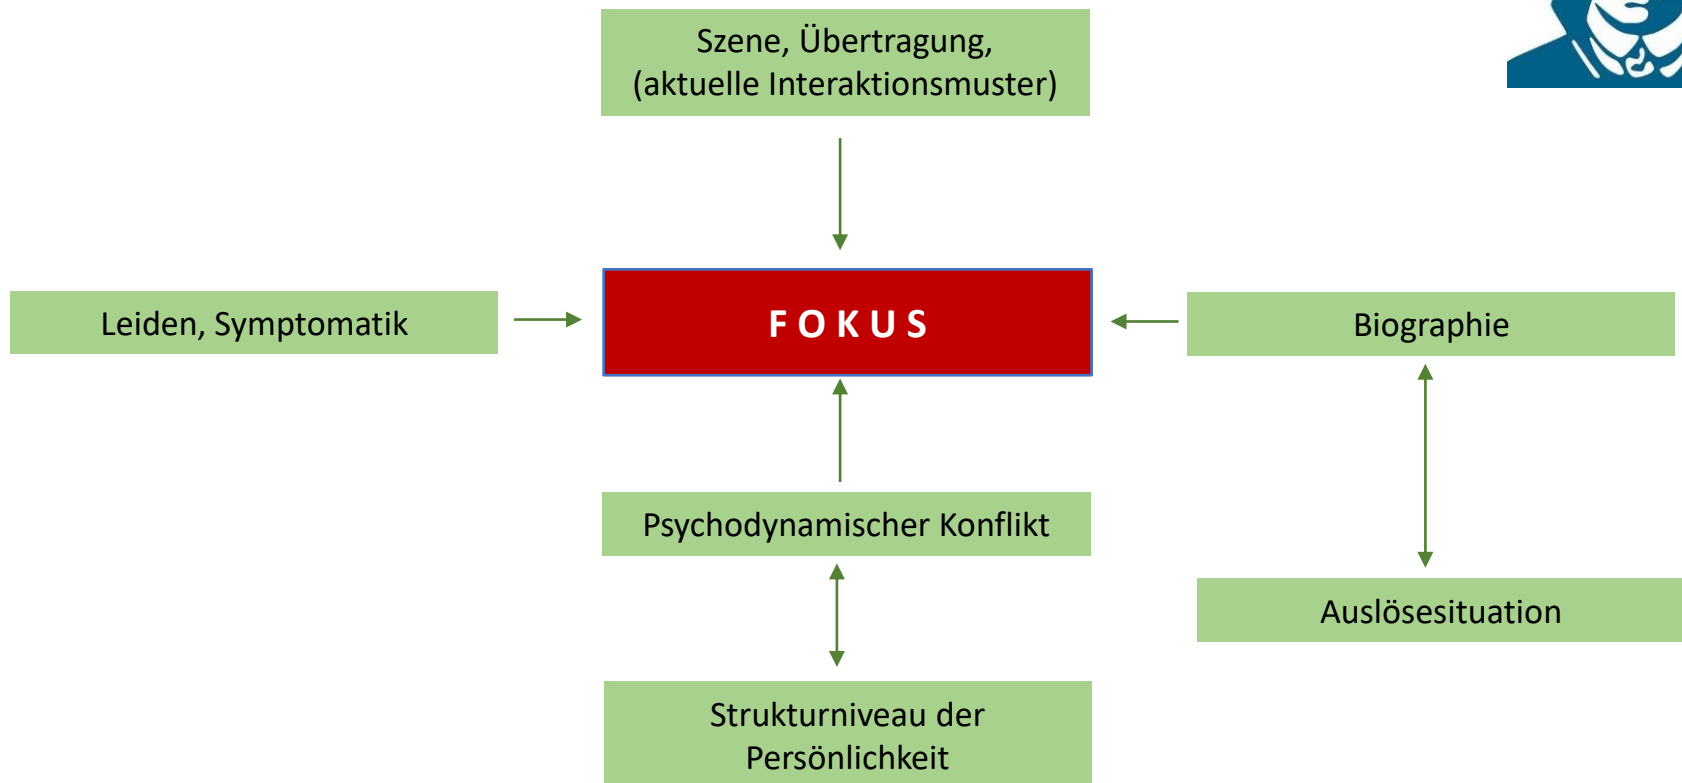 Szene, Übertragung,
(aktuelle Interaktionsmuster)
Leiden, Symptomatik
F O K U S
Biographie
Psychodynamischer Konflikt
Auslösesituation
Strukturniveau der
Persönlichkeit